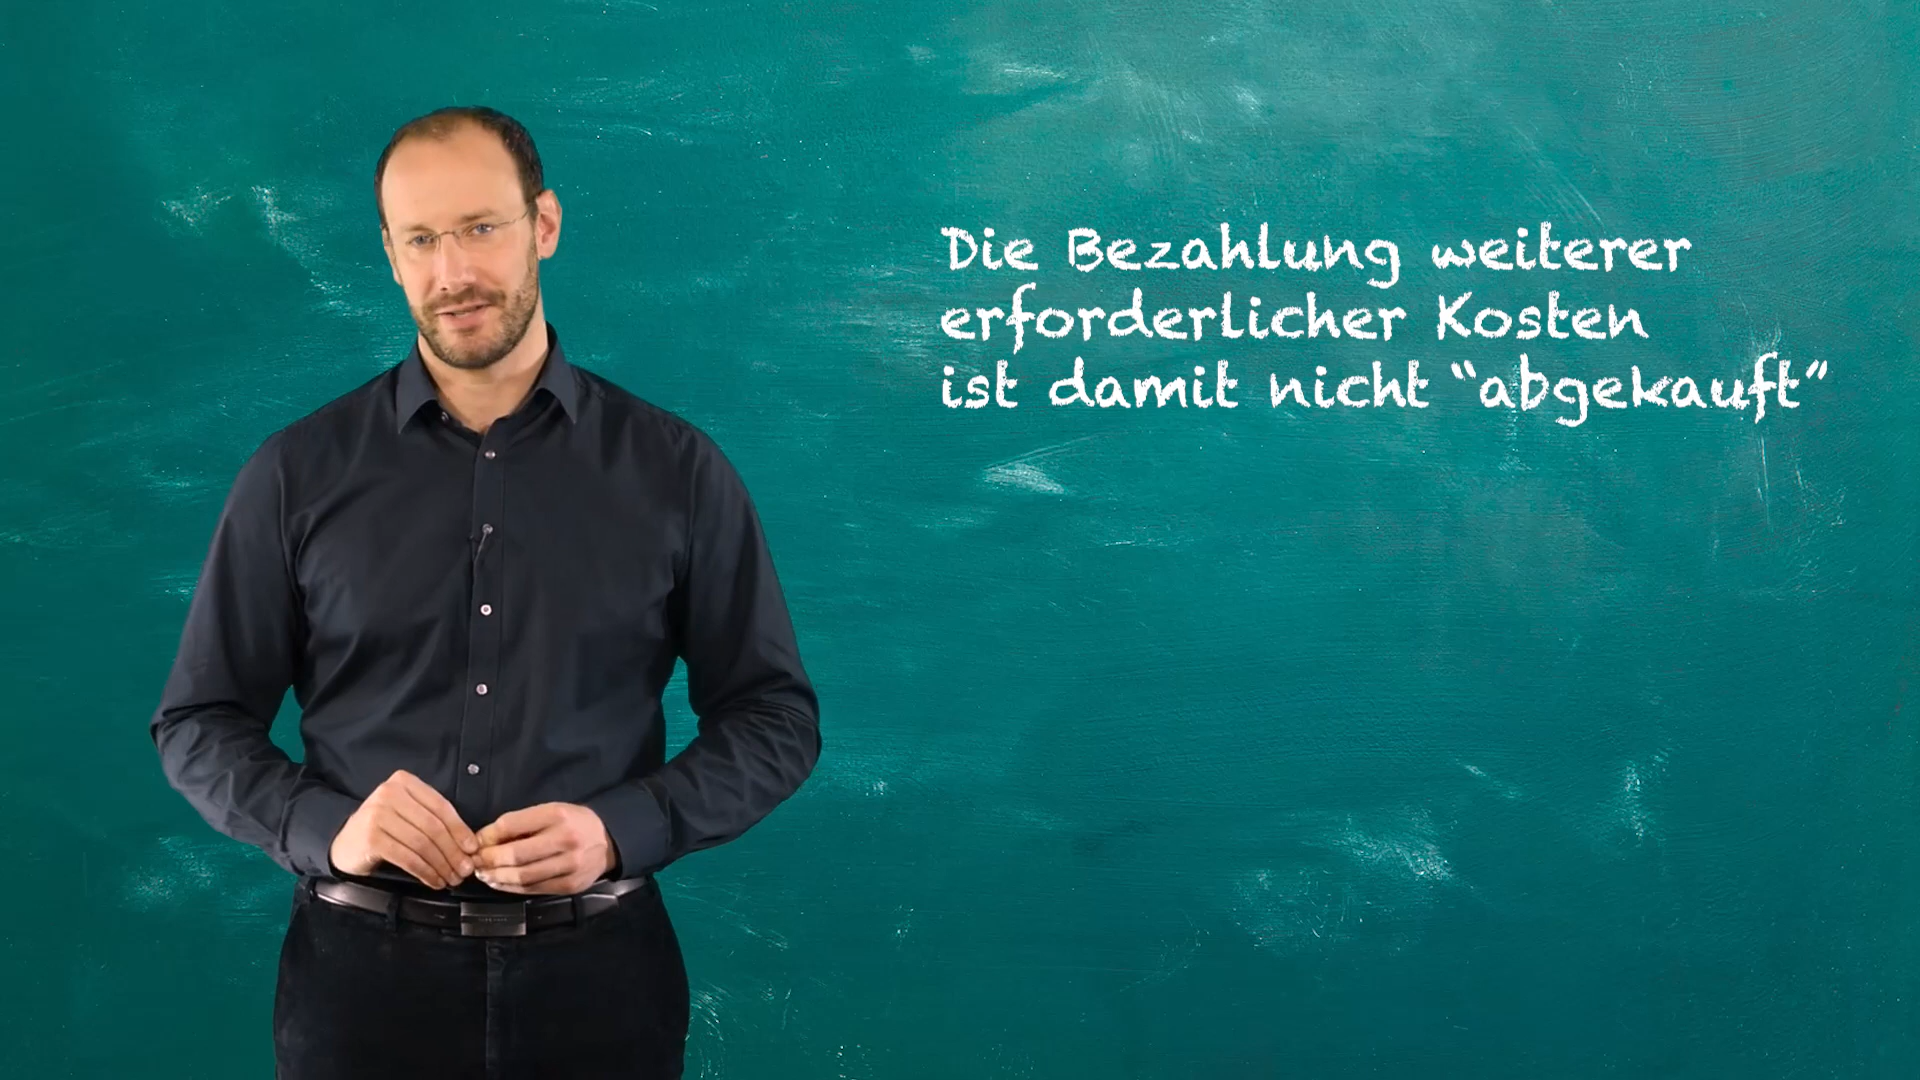 Die Bezahlung weiterer
erforderlicher Kosten
ist damit nicht “abgekauft”